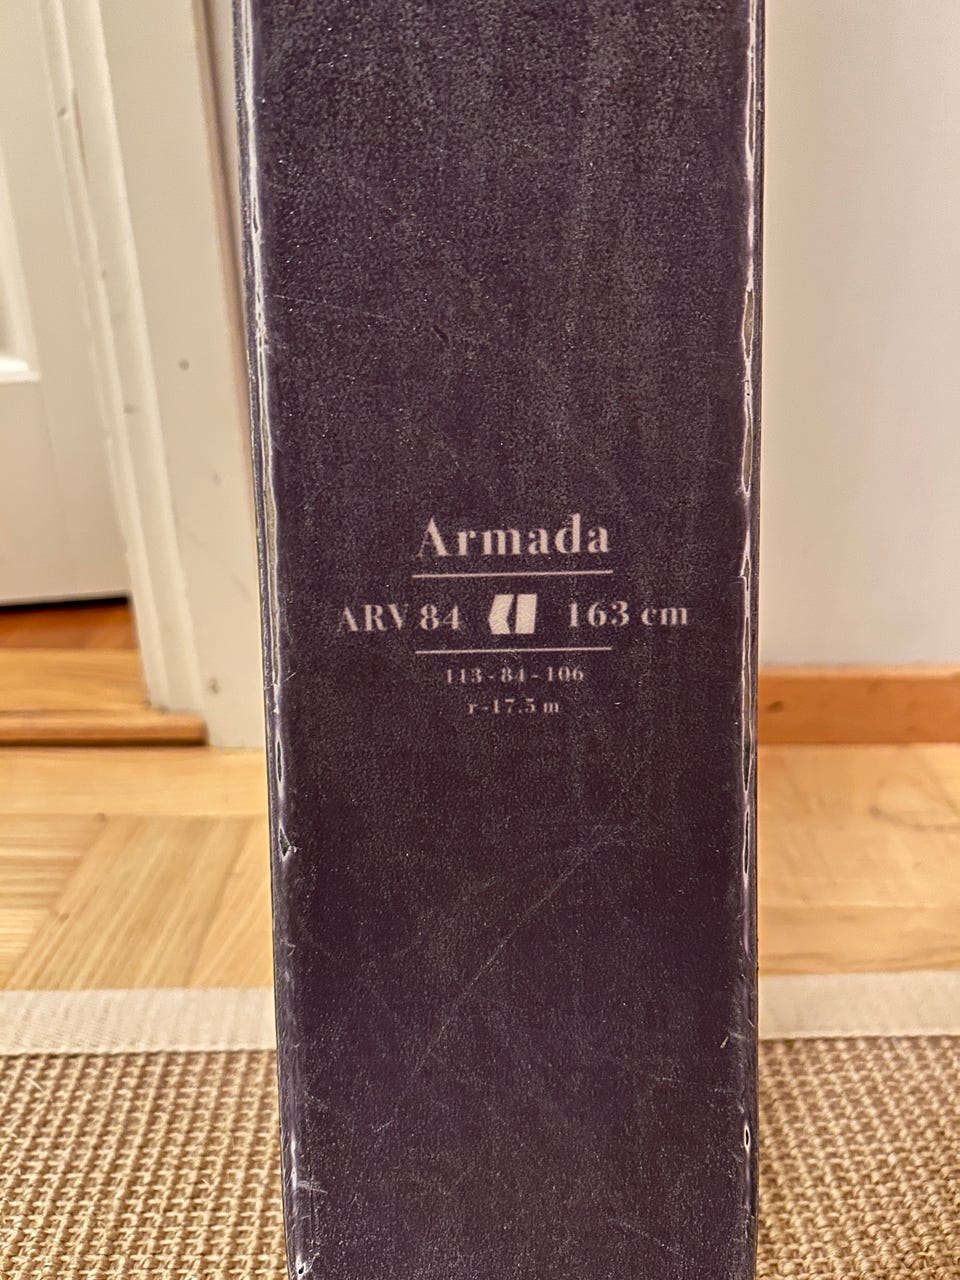 Armada
ARV 84 163 cm
113-84-106
r-17.5 m